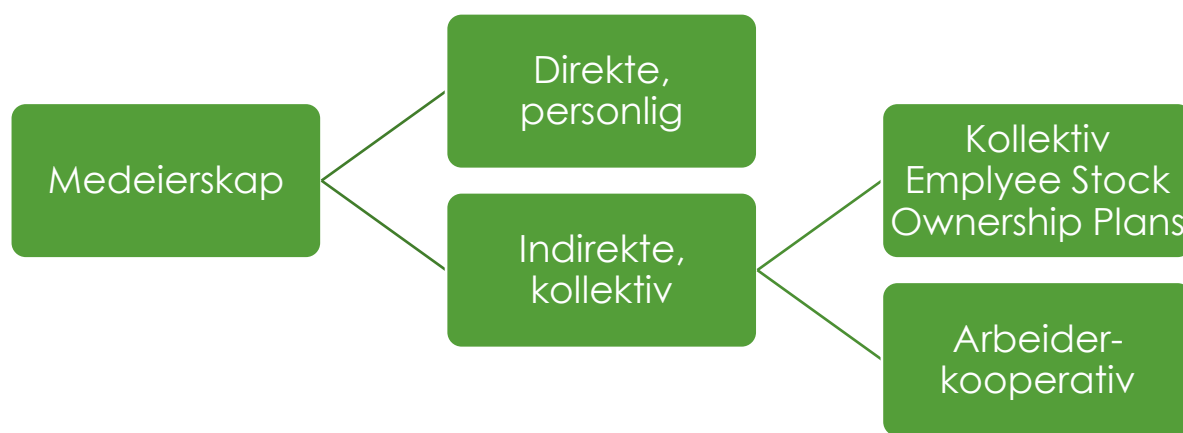 Medeierskap
Direkte,
personlig
Indirekte,
kollektiv
Kollektiv
Emplyee Stock
Ownership Plans
Arbeider-
kooperativ